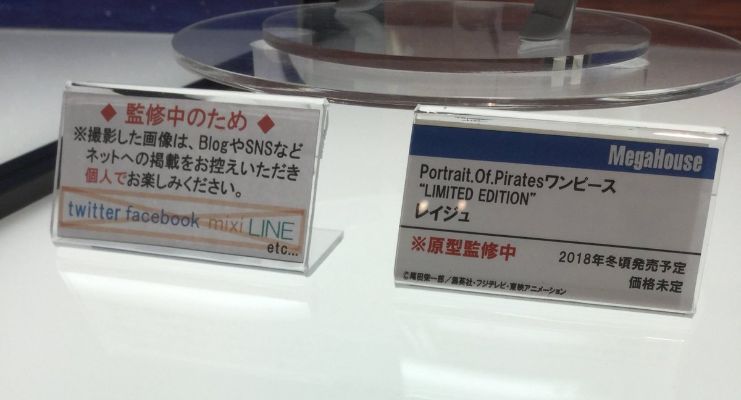 ◆ 監修中のため ◆
※撮影した画像は、BlogやSNSなど
ネットへの掲載をお控えいただき
個人でお楽しみください。
twitter facebook mixi LINE
etc...
MegaHouse
Portrait.Of.Piratesワンピース
"LIMITED EDITION"
レイジュ
※原型監修中
2018年冬頃発売予定
価格未定
©尾田栄一郎／集英社・フジテレビ・東映アニメーション